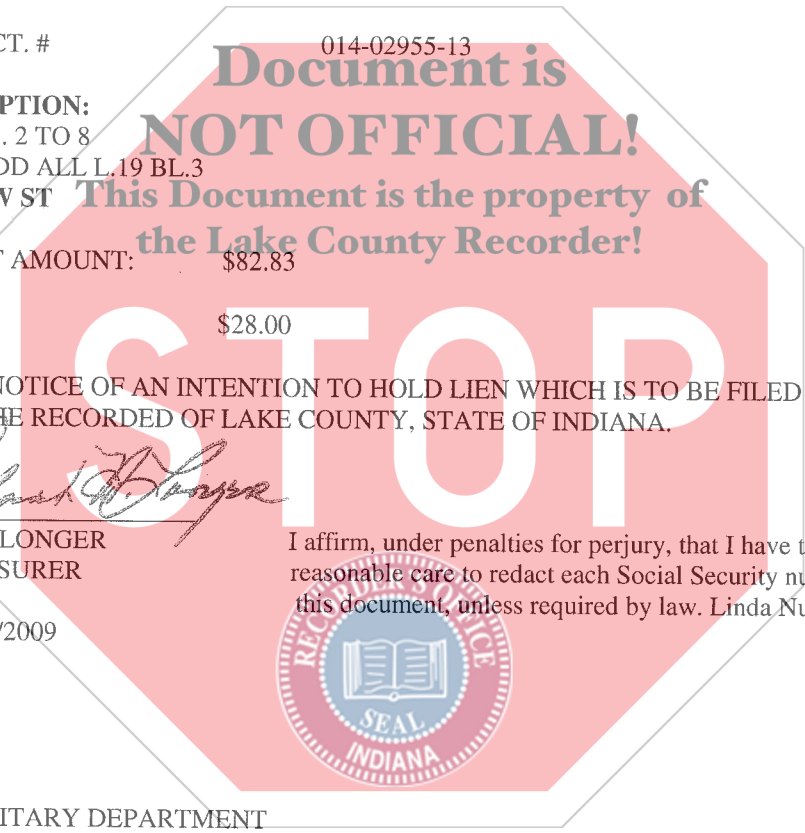 CT. # 014-02955-13
Document is
PTION:
. 2 TO 8
NOT OFFICIAL!
DD ALL L.19 BL.3
W ST
This Document is the property of
the Lake County Recorder!
T AMOUNT: $82.83
$28.00
STOP
NOTICE OF AN INTENTION TO HOLD LIEN WHICH IS TO BE FILED
HE RECORDED OF LAKE COUNTY, STATE OF INDIANA.
LONGER
SURER
I affirm, under penalties for perjury, that I have t
reasonable care to redact each Social Security nu
this document, unless required by law. Linda Nu
/2009
RECORDER'S OFFICE
SEAL
INDIANA
ITARY DEPARTMENT